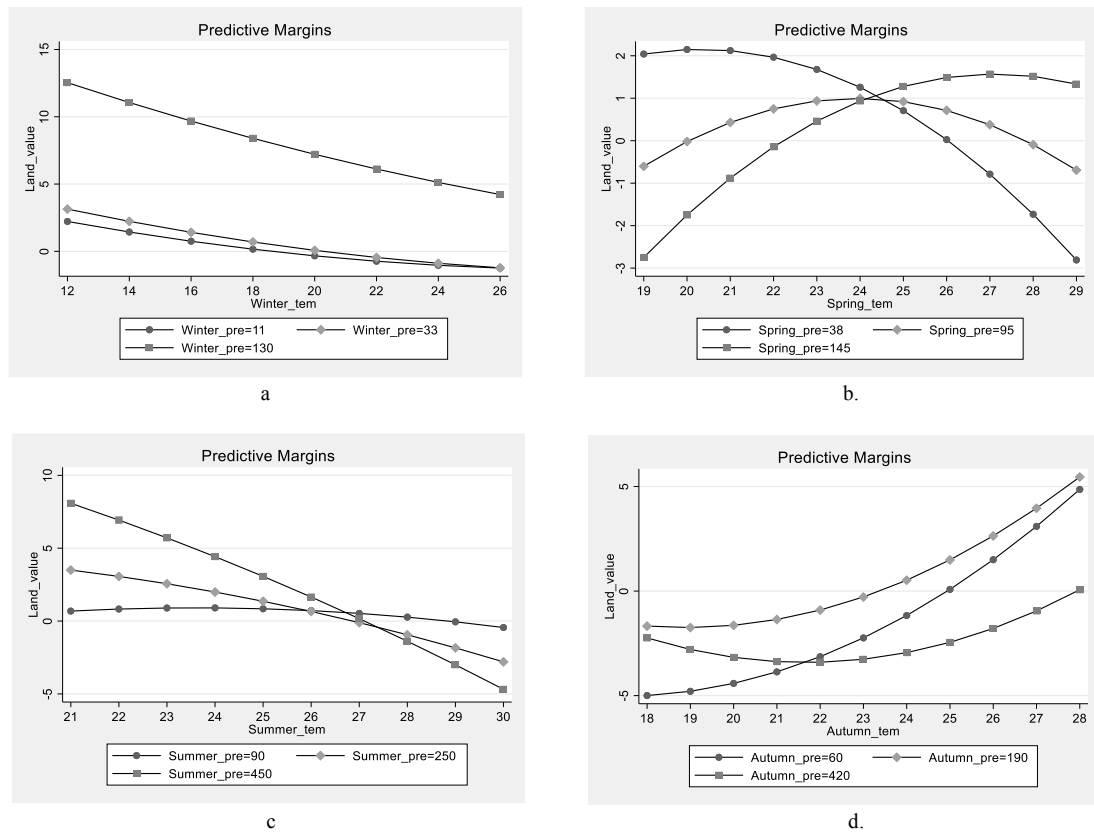 Predictive Margins
15
10
5
0
Land_value
12 14 16 18 20 22 24 26
Winter_tem
Winter_pre=11 Winter_pre=33
Winter_pre=130
a
Predictive Margins
2
1
0
-1
-2
-3
Land_value
19 20 21 22 23 24 25 26 27 28 29
Spring_tem
Spring_pre=38 Spring_pre=95
Spring_pre=145
b.
Predictive Margins
10
5
0
-5
Land_value
21 22 23 24 25 26 27 28 29 30
Summer_tem
Summer_pre=90 Summer_pre=250
Summer_pre=450
c
Predictive Margins
5
0
-5
Land_value
18 19 20 21 22 23 24 25 26 27 28
Autumn_tem
Autumn_pre=60 Autumn_pre=190
Autumn_pre=420
d.